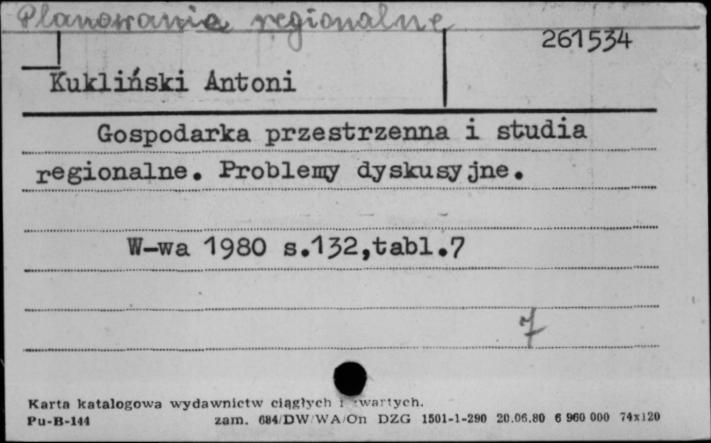 Planowanie regionalne
261534
Kukliński Antoni
Gospodarka przestrzenna i studia
regionalne. Problemy dyskusyjne.
W-wa 1980 s.132,tabl.7
7
Karta katalogowa wydawnictw ciągłych i zwartych.
Pu-B-144 zam. 684/DW/WA/On DZG 1501-1-290 20.06.80 6 960 000 74x120